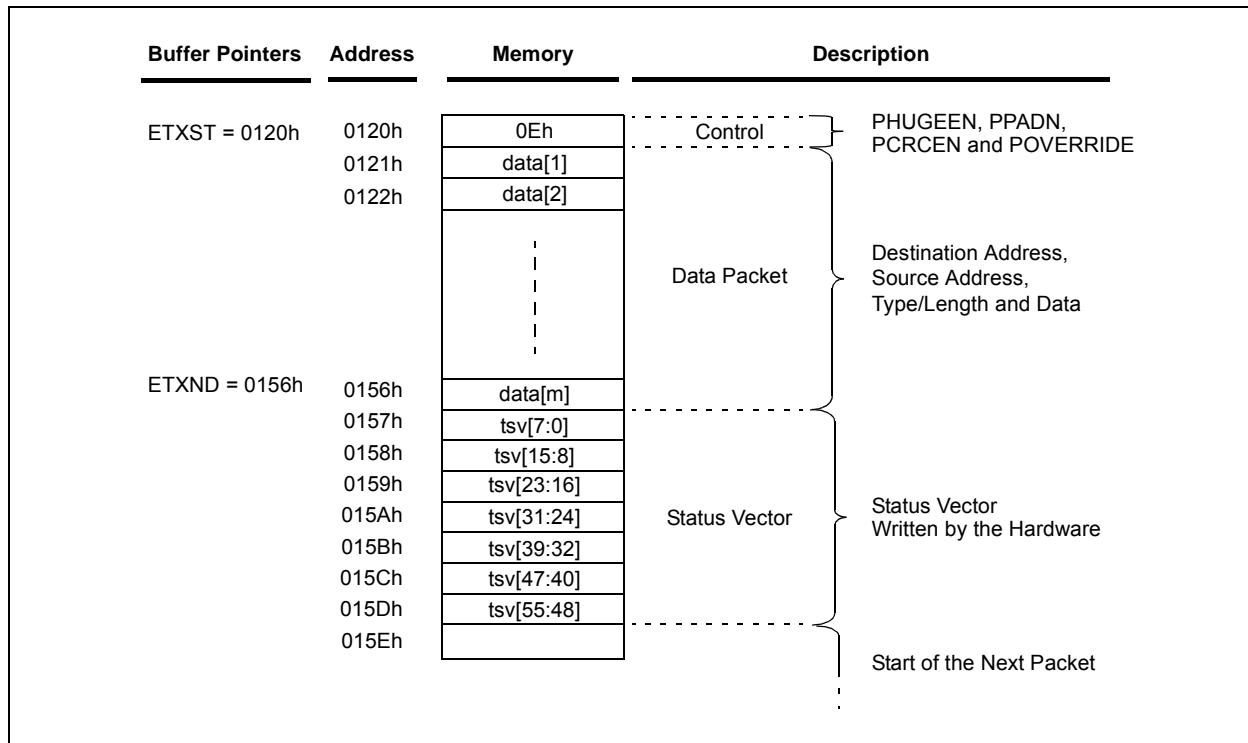 Buffer Pointers Address Memory Description
ETXST = 0120h 0120h 0Eh Control PHUGEEN, PPADN,
PCRCEN and POVERRIDE
0121h data[1]
0122h data[2]
Data Packet Destination Address,
Source Address,
Type/Length and Data
ETXND = 0156h 0156h data[m]
0157h tsv[7:0]
0158h tsv[15:8]
0159h tsv[23:16]
015Ah tsv[31:24] Status Vector Status Vector
Written by the Hardware
015Bh tsv[39:32]
015Ch tsv[47:40]
015Dh tsv[55:48]
015Eh
Start of the Next Packet